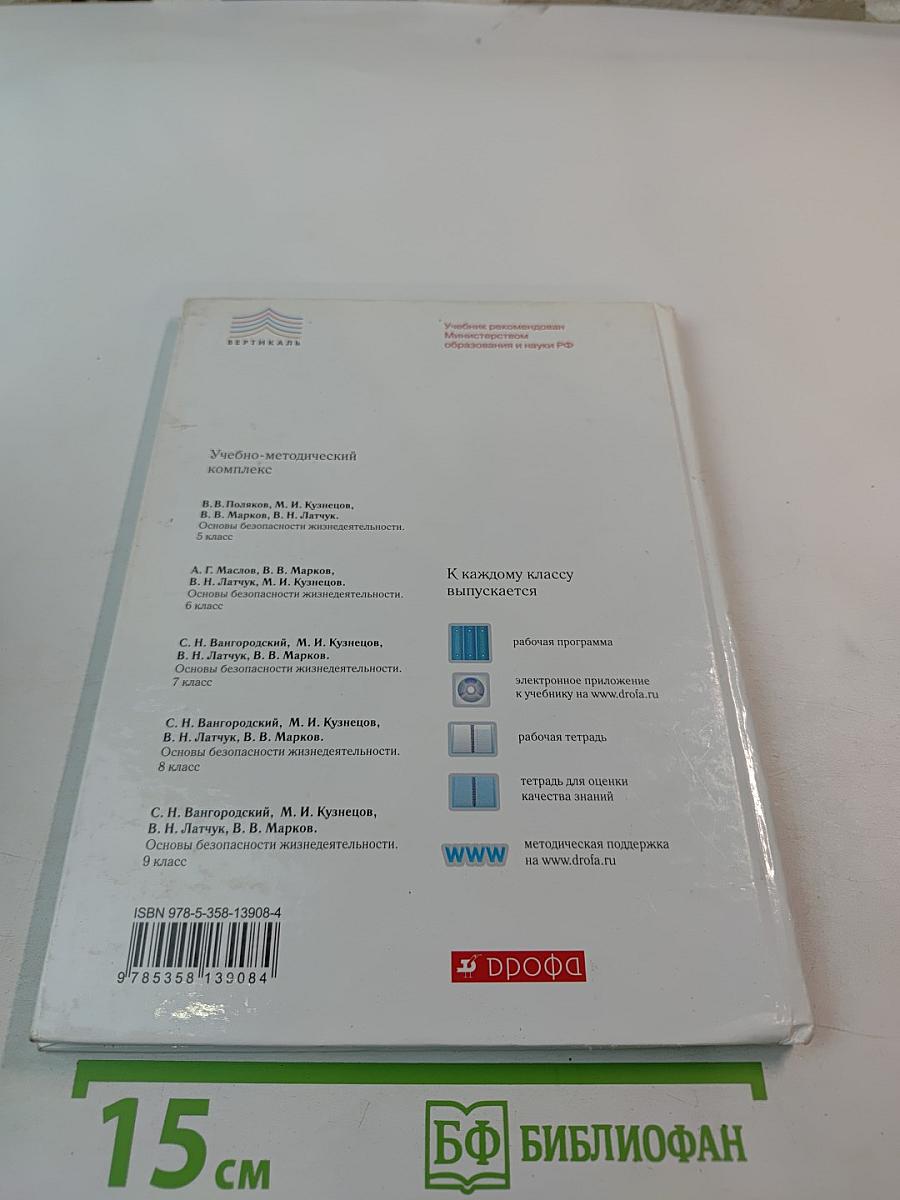 ВЕРТИКАЛЬ
Учебник рекомендован
Министерством
образования и науки РФ
Учебно-методический
комплекс
В. В. Поляков, М. И. Кузнецов,
В. В. Марков, В. Н. Латчук.
Основы безопасности жизнедеятельности.
5 класс
А. Г. Маслов, В. В. Марков,
В. Н. Латчук, М. И. Кузнецов.
Основы безопасности жизнедеятельности.
6 класс
С. Н. Вангородский, М. И. Кузнецов,
В. Н. Латчук, В. В. Марков.
Основы безопасности жизнедеятельности.
7 класс
С. Н. Вангородский, М. И. Кузнецов,
В. Н. Латчук, В. В. Марков.
Основы безопасности жизнедеятельности.
8 класс
С. Н. Вангородский, М. И. Кузнецов,
В. Н. Латчук, В. В. Марков.
Основы безопасности жизнедеятельности.
9 класс
К каждому классу
выпускается
рабочая программа
электронное приложение
к учебнику на www.drofa.ru
рабочая тетрадь
тетрадь для оценки
качества знаний
www
методическая поддержка
на www.drofa.ru
ISBN 978-5-358-13908-4
9 785358 139084
дрофа
15 см
БФ БИБЛИОФАН